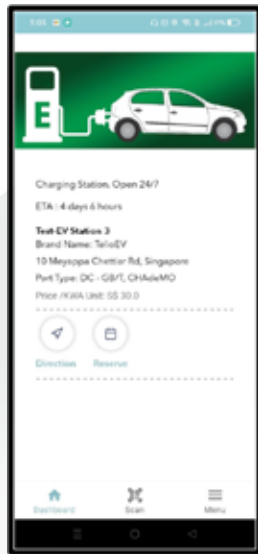 E
Charging Station, Open 24/7
ETA : 4 days 6 hours
Test-EV Station 3
Brand Name: TelioEV
10 Meyappa Chettiar Rd, Singapore
Port Type: DC - GB/T, CHAdeMO
Price /KWA Unit: S$ 30.0
Direction
Reserve
Dashboard
Scan
Menu